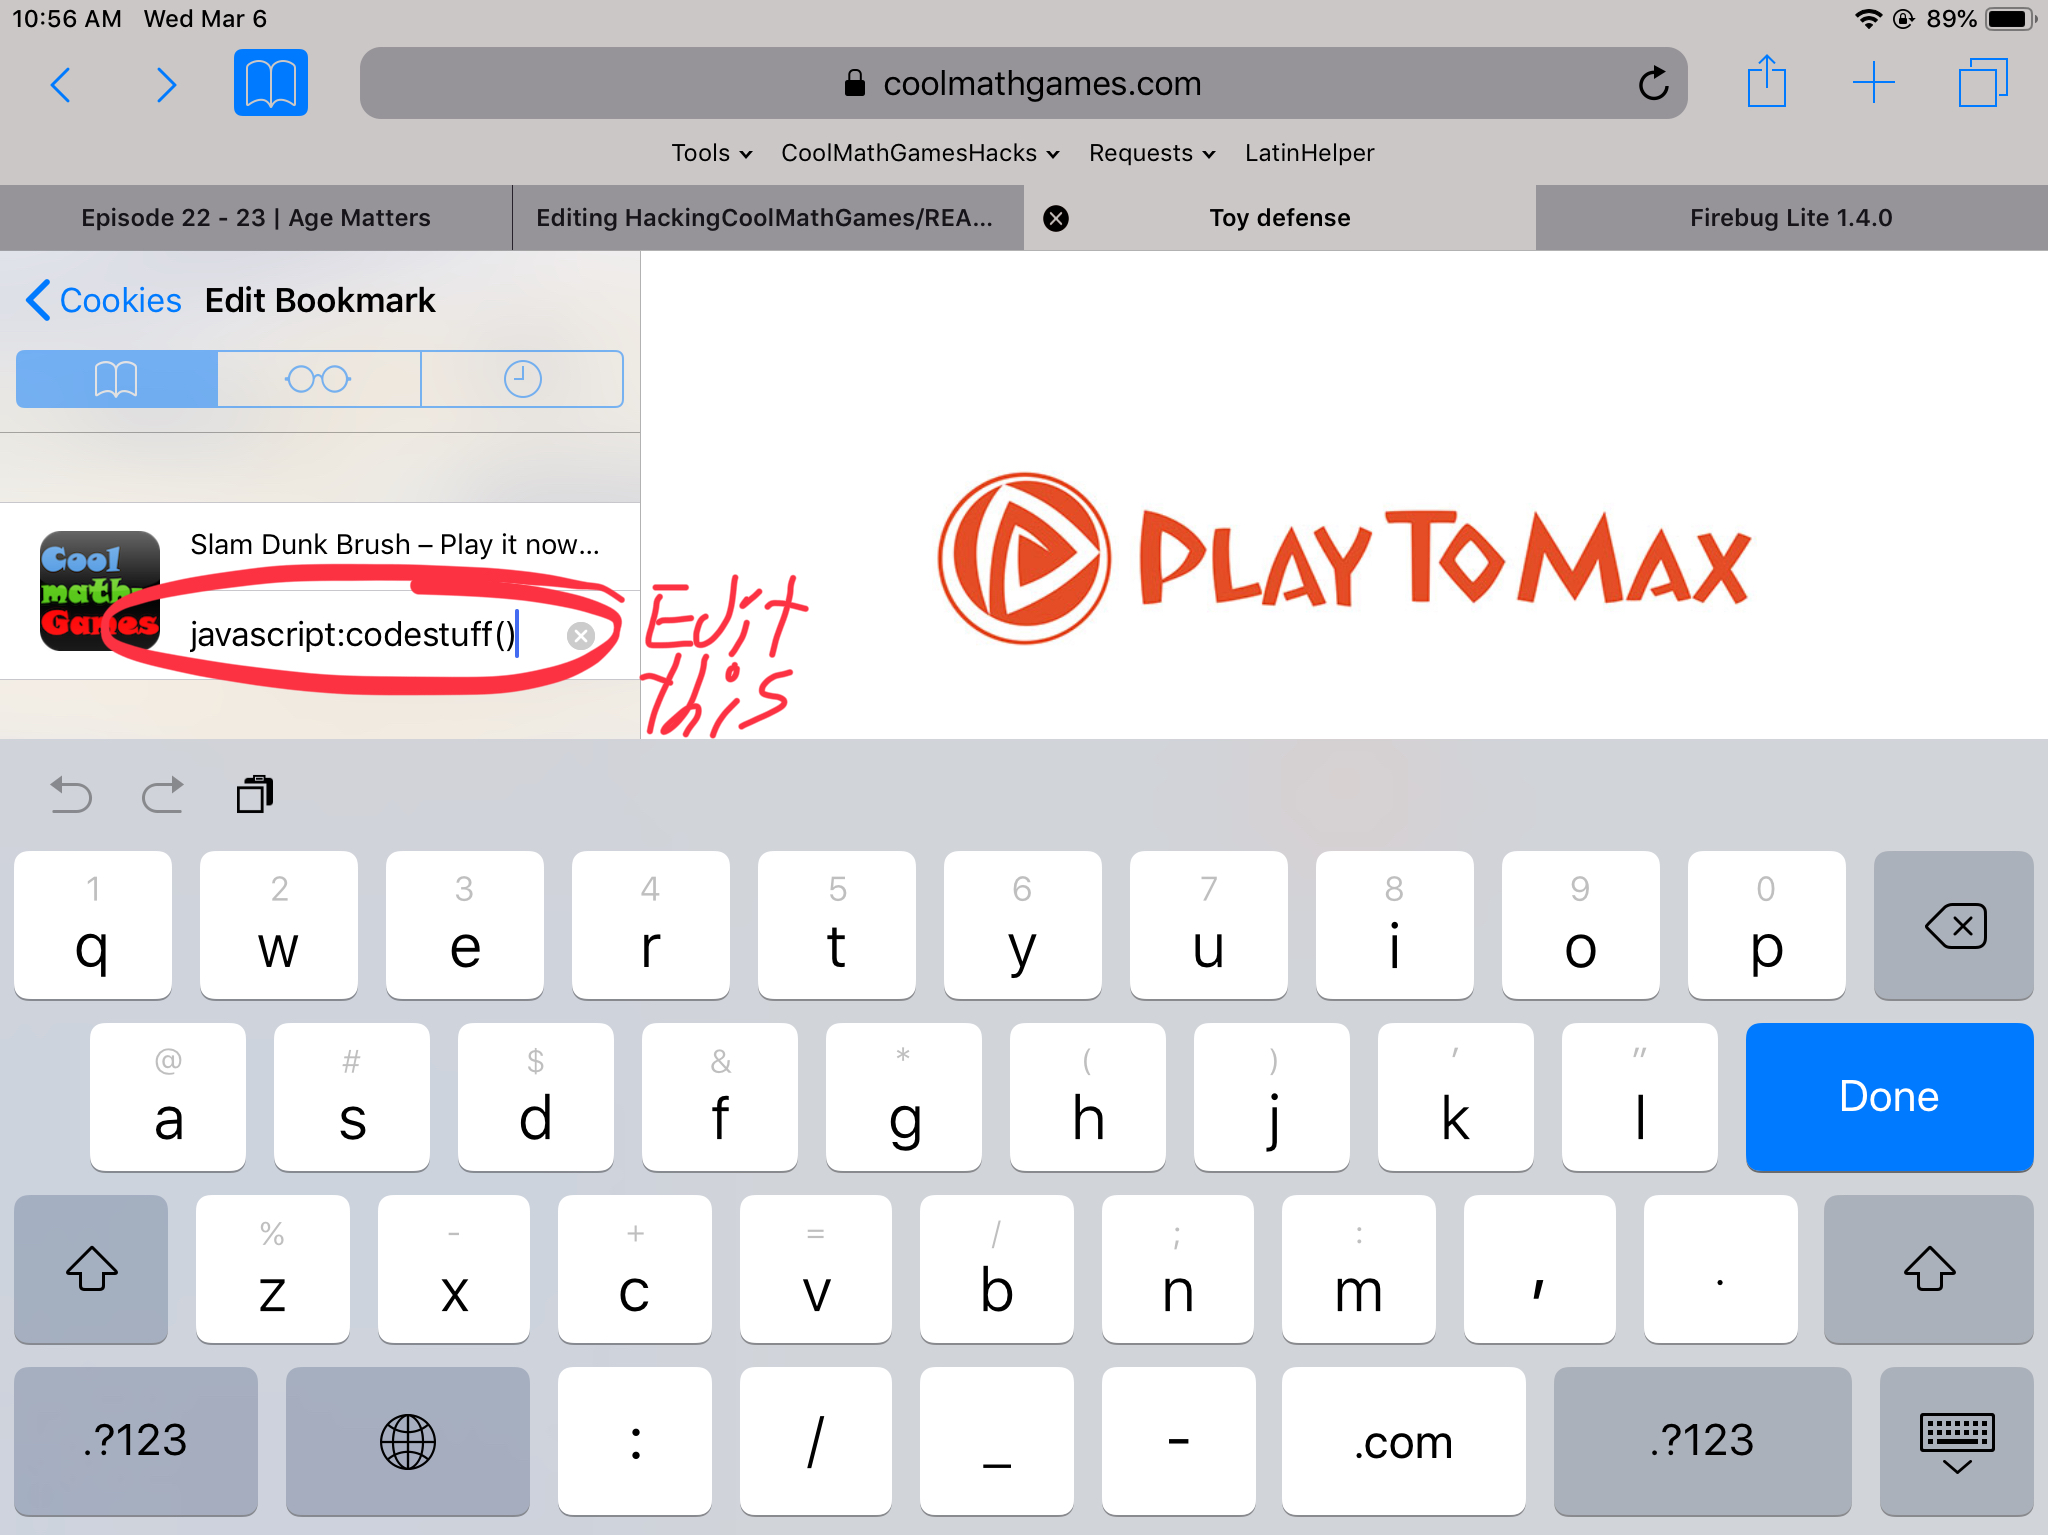 10:56 AM Wed Mar 6 89%
coolmathgames.com
Tools CoolMathGamesHacks Requests LatinHelper
Episode 22 - 23 | Age Matters Editing HackingCoolMathGames/REA... Toy defense Firebug Lite 1.4.0
Cookies Edit Bookmark
Cool
math
Games
Slam Dunk Brush – Play it now...
javascript:codestuff()
Edit
this
PLAYTOMAX
1 2 3 4 5 6 7 8 9 0
q w e r t y u i o p
@ # $ & * ( ) ' "
a s d f g h j k l Done
% - + = / ; :
z x c v b n m , .
.?123 : / _ - .com .?123